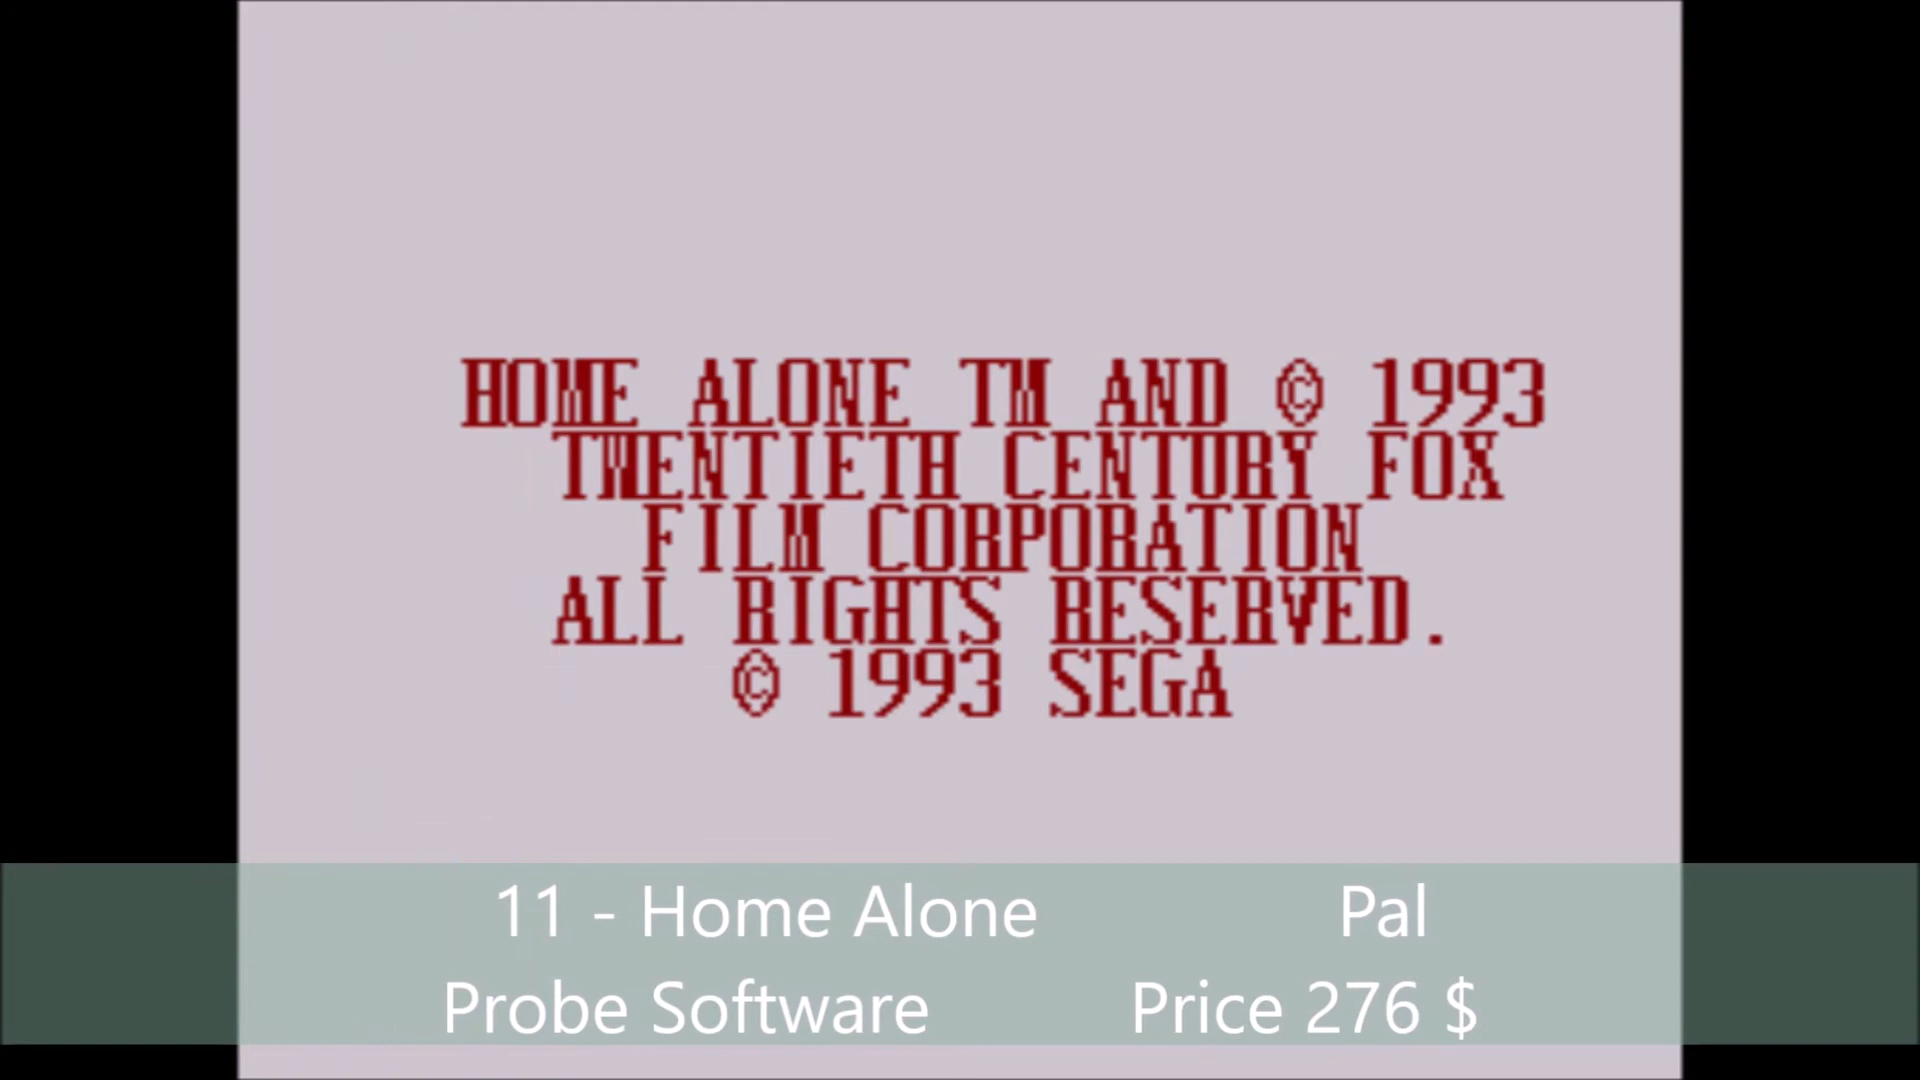 HOME ALONE TM AND © 1993
TWENTIETH CENTURY FOX
FILM CORPORATION
ALL RIGHTS RESERVED.
© 1993 SEGA
11 - Home Alone Pal
Probe Software Price 276 $